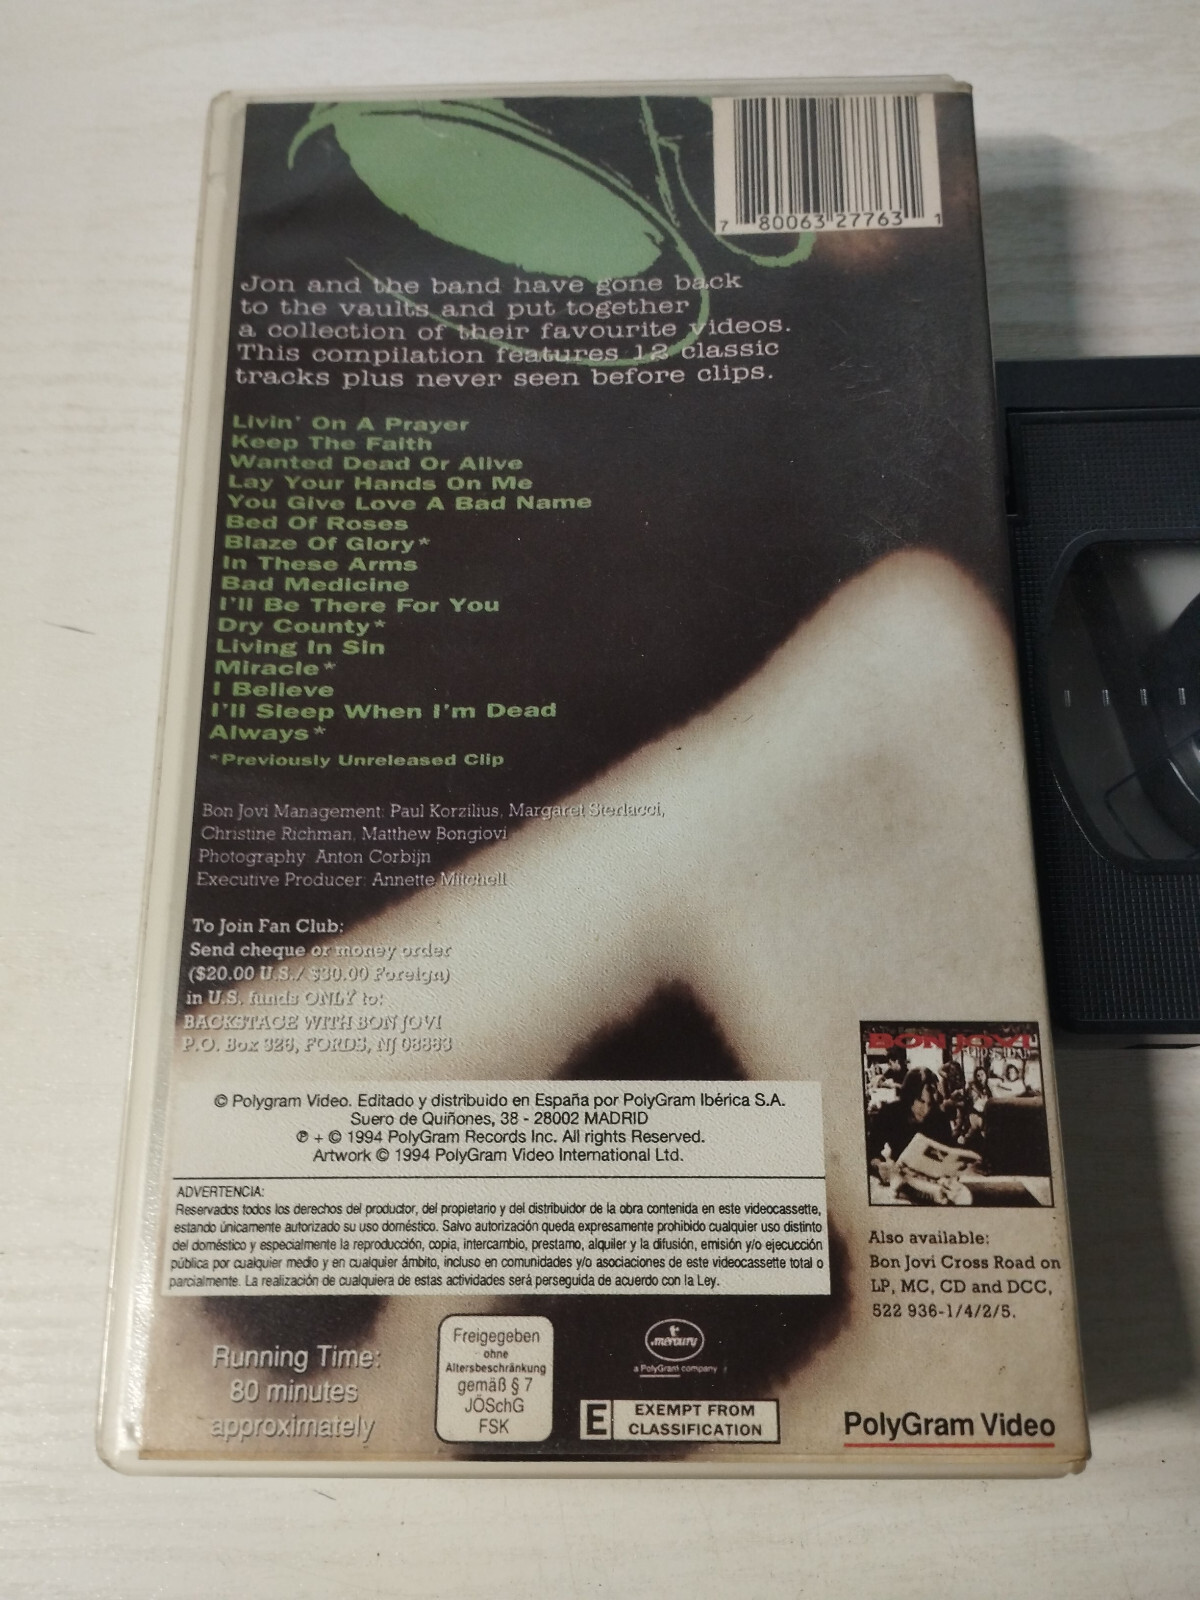 7 80063 27763 1
Jon and the band have gone back
to the vaults and put together
a collection of their favourite videos.
This compilation features 12 classic
tracks plus never seen before clips.
Livin' On A Prayer
Keep The Faith
Wanted Dead Or Alive
Lay Your Hands On Me
You Give Love A Bad Name
Bed Of Roses
Blaze Of Glory*
In These Arms
Bad Medicine
I'll Be There For You
Dry County*
Living In Sin
Miracle*
I Believe
I'll Sleep When I'm Dead
Always*
*Previously Unreleased Clip
Bon Jovi Management: Paul Korzilius, Margaret Sterlacci,
Christine Richman, Matthew Bongiovi
Photography: Anton Corbijn
Executive Producer: Annette Mitchell
To Join Fan Club:
Send cheque or money order
($20.00 U.S./ $30.00 Foreign)
in U.S. funds ONLY to:
BACKSTAGE WITH BON JOVI
P.O. Box 326, FORDS, NJ 08863
© Polygram Video. Editado y distribuido en España por PolyGram Ibérica S.A.
Suero de Quiñones, 38 - 28002 MADRID
℗ + © 1994 PolyGram Records Inc. All rights Reserved.
Artwork © 1994 PolyGram Video International Ltd.
ADVERTENCIA:
Reservados todos los derechos del productor, del propietario y del distribuidor de la obra contenida en este videocassette,
estando únicamente autorizado su uso doméstico. Salvo autorización queda expresamente prohibido cualquier uso distinto
del doméstico y especialmente la reproducción, copia, intercambio, prestamo, alquiler y la difusión, emisión y/o ejecucción
pública por cualquier medio y en cualquier ámbito, incluso en comunidades y/o asociaciones de este videocassette total o
parcialmente. La realización de cualquiera de estas actividades será perseguida de acuerdo con la Ley.
BON JOVI
Also available:
Bon Jovi Cross Road on
LP, MC, CD and DCC,
522 936-1/4/2/5.
Running Time:
80 minutes
approximately
Freigegeben
ohne
Altersbeschränkung
gemäß § 7
JÖSchG
FSK
mercury
a PolyGram company
E EXEMPT FROM
CLASSIFICATION
PolyGram Video